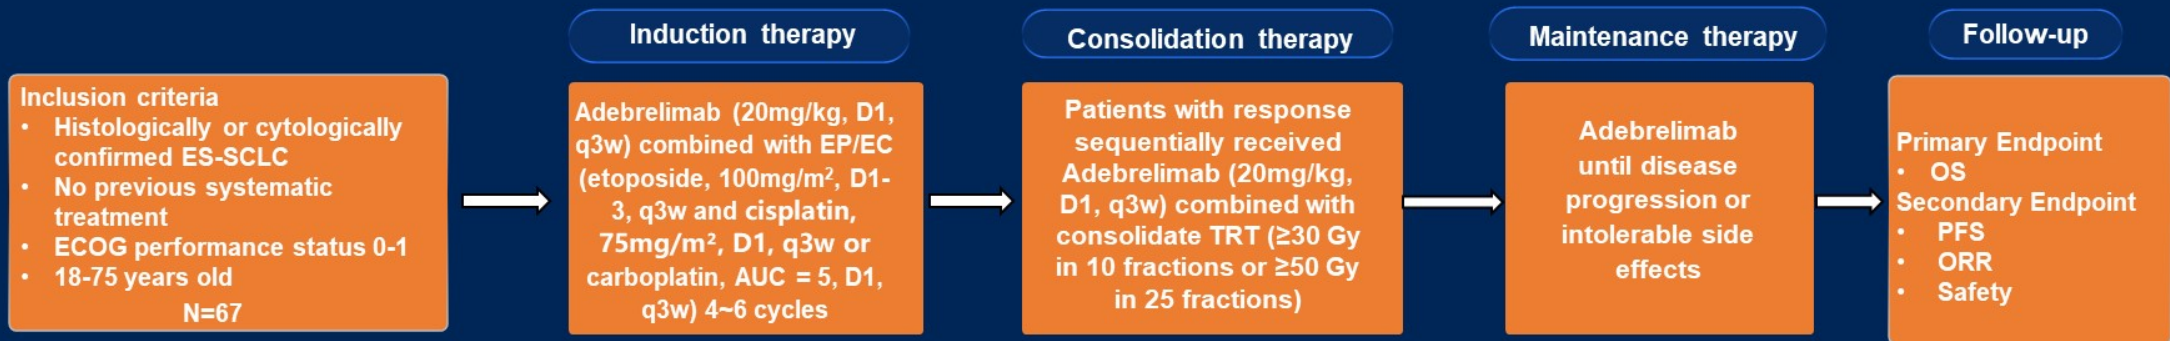 Induction therapy
Consolidation therapy
Maintenance therapy
Follow-up
Inclusion criteria
• Histologically or cytologically
confirmed ES-SCLC
• No previous systematic
treatment
• ECOG performance status 0-1
• 18-75 years old
N=67
Adebrelimab (20mg/kg, D1,
q3w) combined with EP/EC
(etoposide, 100mg/m², D1-
3, q3w and cisplatin,
75mg/m², D1, q3w or
carboplatin, AUC = 5, D1,
q3w) 4~6 cycles
Patients with response
sequentially received
Adebrelimab (20mg/kg,
D1, q3w) combined with
consolidate TRT (≥30 Gy
in 10 fractions or ≥50 Gy
in 25 fractions)
Adebrelimab
until disease
progression or
intolerable side
effects
Primary Endpoint
• OS
Secondary Endpoint
• PFS
• ORR
• Safety